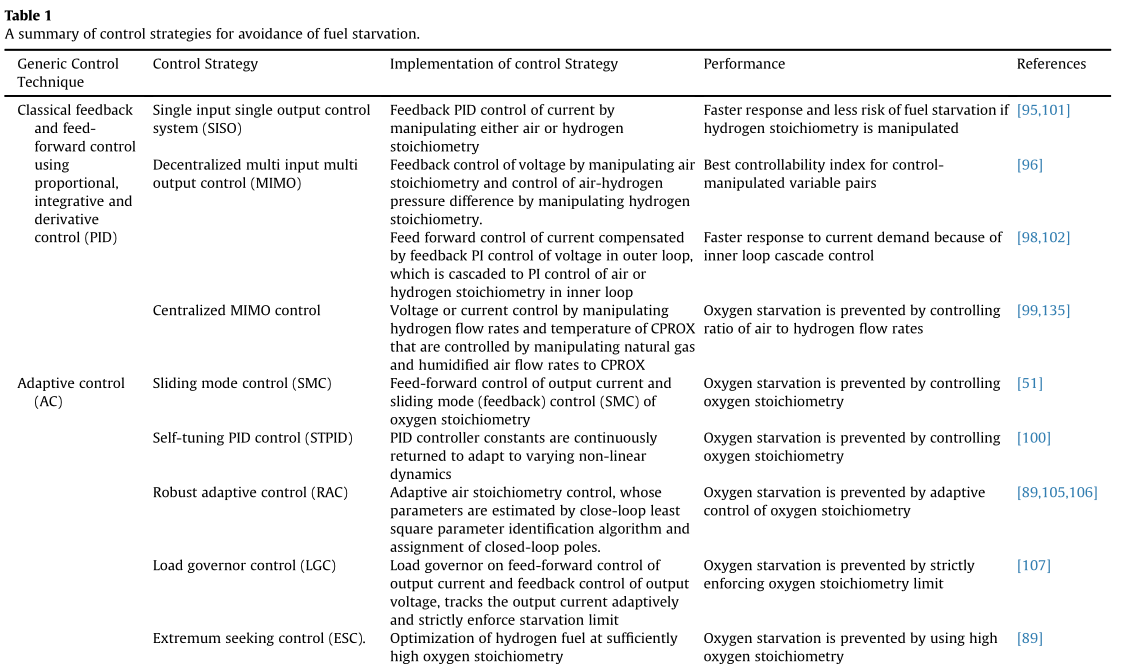 Table 1
A summary of control strategies for avoidance of fuel starvation.
Generic Control Technique	Control Strategy	Implementation of control Strategy	Performance	References
Classical feedback	Single input single output control	Feedback PID control of current by	Faster response and less risk of fuel starvation if	[95,101]
and feed-	system (SISO)	manipulating either air or hydrogen	hydrogen stoichiometry is manipulated
forward control	stoichiometry
using	Decentralized multi input multi	Feedback control of voltage by manipulating air	Best controllability index for control-	[96]
proportional,	output control (MIMO)	stoichiometry and control of air-hydrogen	manipulated variable pairs
integrative and	pressure difference by manipulating hydrogen
derivative	stoichiometry.
control (PID)	Feed forward control of current compensated	Faster response to current demand because of	[98,102]
by feedback PI control of voltage in outer loop,	inner loop cascade control
which is cascaded to PI control of air or
hydrogen stoichiometry in inner loop
Centralized MIMO control	Voltage or current control by manipulating	Oxygen starvation is prevented by controlling	[99,135]
hydrogen flow rates and temperature of CPROX	ratio of air to hydrogen flow rates
that are controlled by manipulating natural gas
and humidified air flow rates to CPROX
Adaptive control	Sliding mode control (SMC)	Feed-forward control of output current and	Oxygen starvation is prevented by controlling	[51]
(AC)	sliding mode (feedback) control (SMC) of	oxygen stoichiometry
oxygen stoichiometry
Self-tuning PID control (STPID)	PID controller constants are continuously	Oxygen starvation is prevented by controlling	[100]
returned to adapt to varying non-linear	oxygen stoichiometry
dynamics
Robust adaptive control (RAC)	Adaptive air stoichiometry control, whose	Oxygen starvation is prevented by adaptive	[89,105,106]
parameters are estimated by close-loop least	control of oxygen stoichiometry
square parameter identification algorithm and
assignment of closed-loop poles.
Load governor control (LGC)	Load governor on feed-forward control of	Oxygen starvation is prevented by strictly	[107]
output current and feedback control of output	enforcing oxygen stoichiometry limit
voltage, tracks the output current adaptively
and strictly enforce starvation limit
Extremum seeking control (ESC).	Optimization of hydrogen fuel at sufficiently	Oxygen starvation is prevented by using high	[89]
high oxygen stoichiometry	oxygen stoichiometry